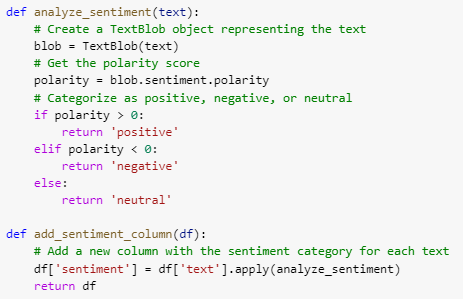 def analyze_sentiment(text):
    # Create a TextBlob object representing the text
    blob = TextBlob(text)
    # Get the polarity score
    polarity = blob.sentiment.polarity
    # Categorize as positive, negative, or neutral
    if polarity > 0:
        return 'positive'
    elif polarity < 0:
        return 'negative'
    else:
        return 'neutral'

def add_sentiment_column(df):
    # Add a new column with the sentiment category for each text
    df['sentiment'] = df['text'].apply(analyze_sentiment)
    return df